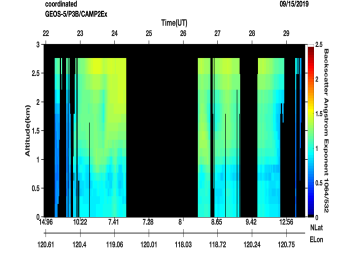 coordinated
GEOS-5/P3B/CAMP2Ex
09/15/2019
Time(UT)
22 23 24 25 26 27 28 29
Altitude(km)
3
2.5
2
1.5
1
0.5
0
2.5
2
1.5
1
0.5
0
Backscatter Angstrom Exponent 1064/532
14.96 10.22 7.41 7.28 8 8.65 9.42 12.56
NLat
120.61 120.4 119.06 120.01 118.03 118.72 120.24 120.75
ELon